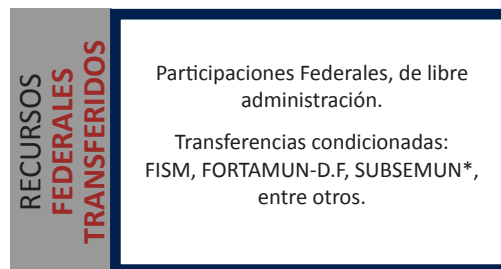 RECURSOS
FEDERALES
TRANSFERIDOS
Participaciones Federales, de libre
administración.
Transferencias condicionadas:
FISM, FORTAMUN-D.F, SUBSEMUN*,
entre otros.